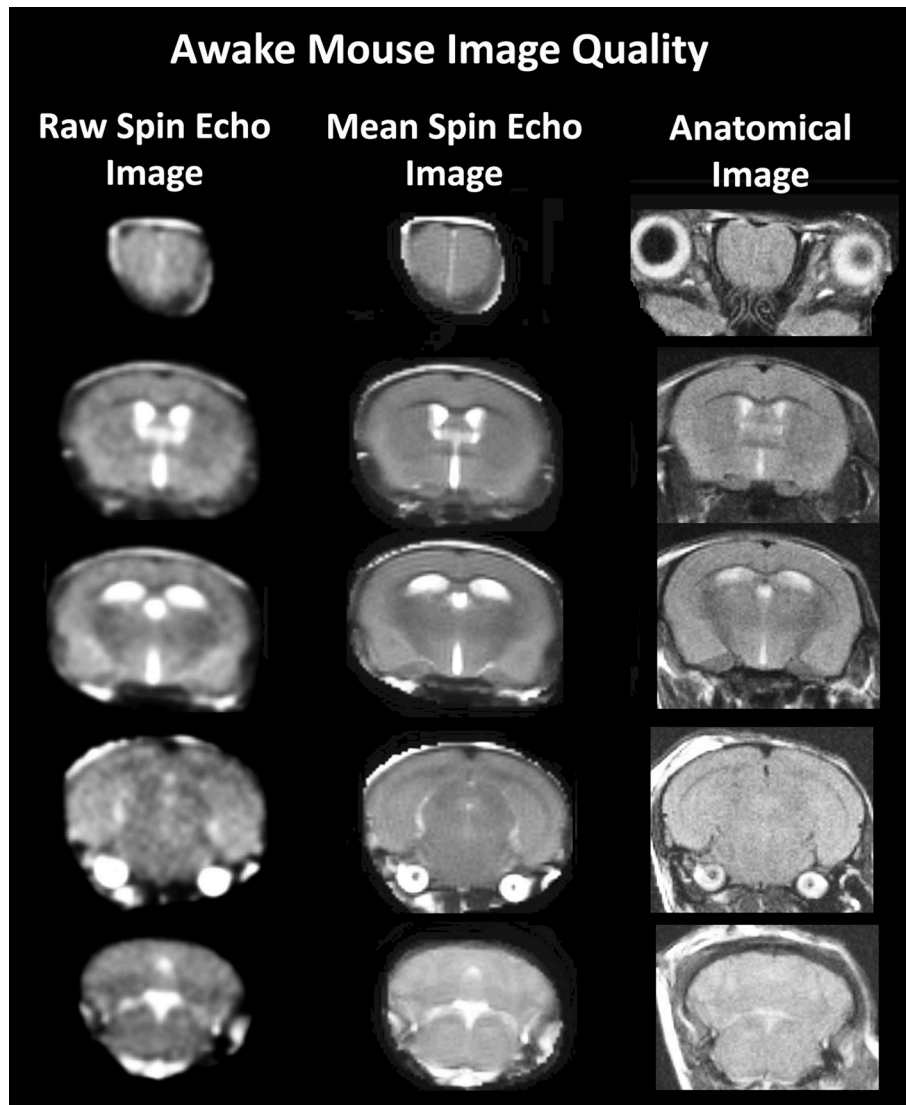 Awake Mouse Image Quality
Raw Spin Echo
Image
Mean Spin Echo
Image
Anatomical
Image